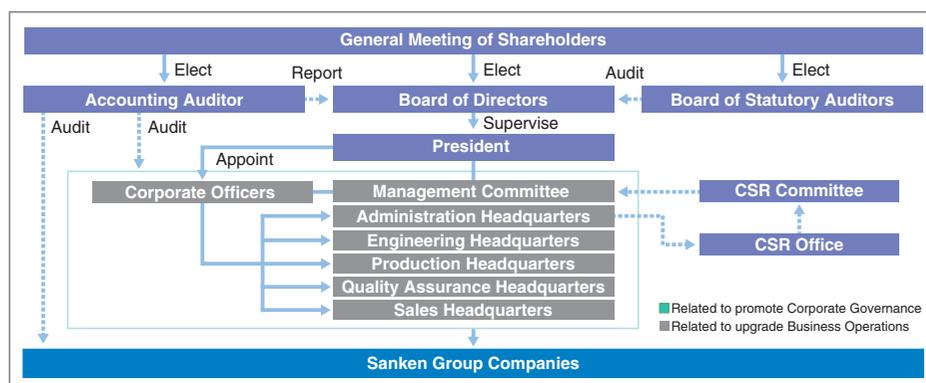 General Meeting of Shareholders
Elect
Report
Elect
Audit
Elect
Accounting Auditor
Board of Directors
Board of Statutory Auditors
Audit
Audit
Supervise
President
Appoint
Corporate Officers
Management Committee
CSR Committee
Administration Headquarters
Engineering Headquarters
CSR Office
Production Headquarters
Quality Assurance Headquarters
Sales Headquarters
Related to promote Corporate Governance
Related to upgrade Business Operations
Sanken Group Companies